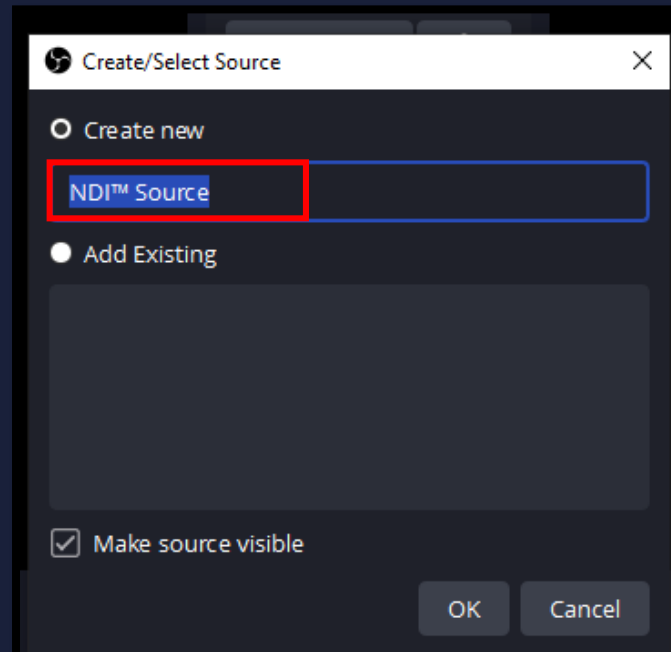 Create/Select Source
Create new
NDI™ Source
Add Existing
Make source visible
OK Cancel